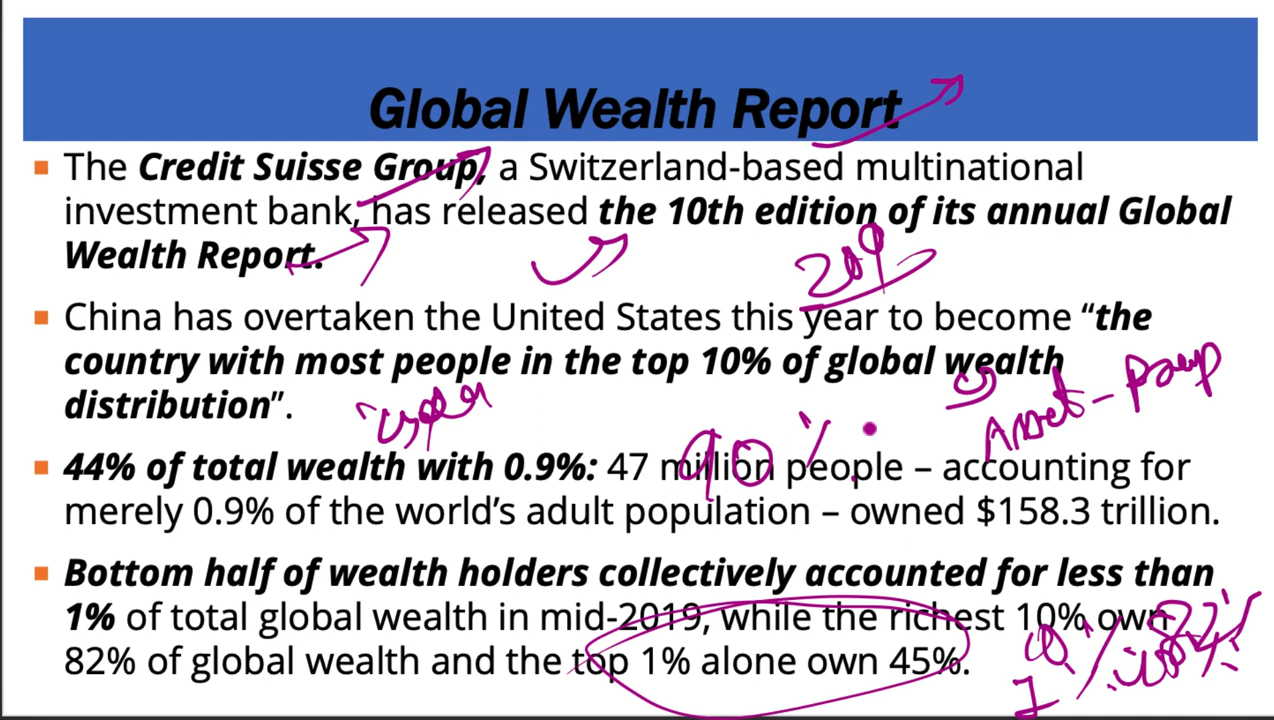 Global Wealth Report
▪ The Credit Suisse Group, a Switzerland-based multinational
investment bank, has released the 10th edition of its annual Global
Wealth Report.
2019
▪ China has overtaken the United States this year to become “the
country with most people in the top 10% of global wealth
distribution”.
90%
▪ 44% of total wealth with 0.9%: 47 million people – accounting for
merely 0.9% of the world’s adult population – owned $158.3 trillion.
▪ Bottom half of wealth holders collectively accounted for less than
1% of total global wealth in mid-2019, while the richest 10% own
82% of global wealth and the top 1% alone own 45%.